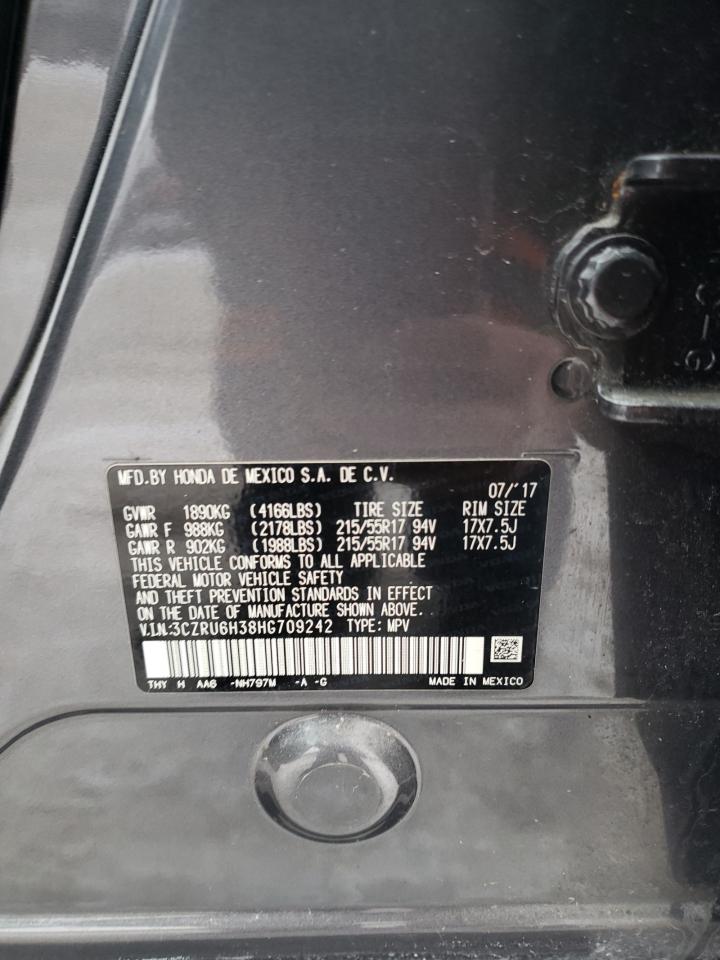 MFD.BY HONDA DE MEXICO S.A. DE C.V.
07/'17
GVWR 1890KG (4166LBS) TIRE SIZE RIM SIZE
GAWR F 988KG (2178LBS) 215/55R17 94V 17X7.5J
GAWR R 902KG (1988LBS) 215/55R17 94V 17X7.5J
THIS VEHICLE CONFORMS TO ALL APPLICABLE
FEDERAL MOTOR VEHICLE SAFETY
AND THEFT PREVENTION STANDARDS IN EFFECT
ON THE DATE OF MANUFACTURE SHOWN ABOVE.
V.I.N:3CZRU6H38HG709242 TYPE: MPV
THY H AA6 -NH797M -A -G MADE IN MEXICO